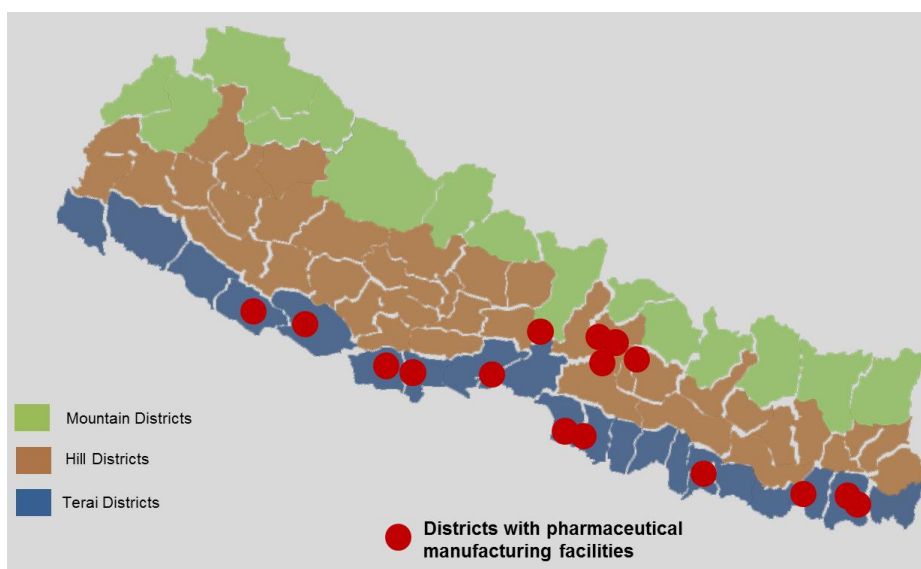 Mountain Districts
Hill Districts
Terai Districts
Districts with pharmaceutical
manufacturing facilities